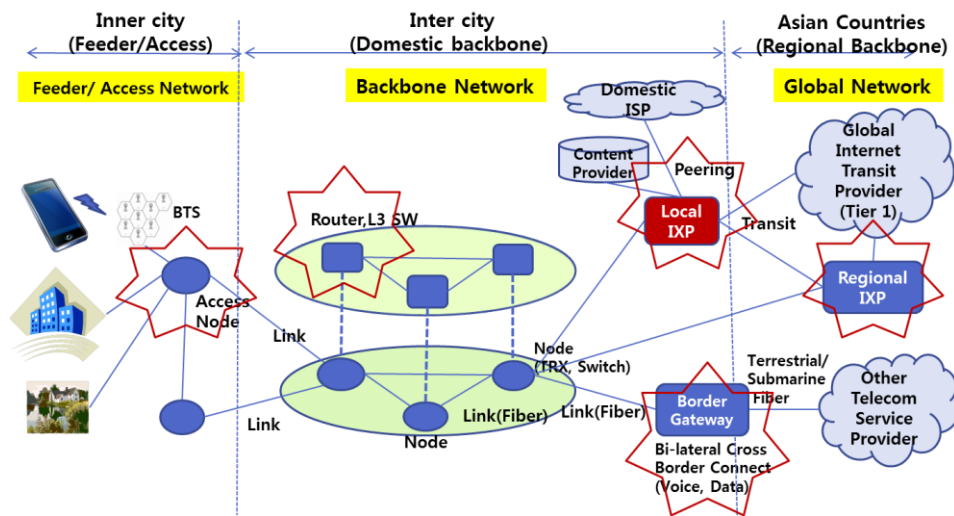 Inner city
(Feeder/Access)
Inter city
(Domestic backbone)
Asian Countries
(Regional Backbone)
Feeder/ Access Network
Backbone Network
Global Network
Domestic
ISP
Content
Provider
Peering
Local
IXP
Transit
Global
Internet
Transit
Provider
(Tier 1)
Regional
IXP
BTS
Router,L3 SW
Access
Node
Link
Link
Node
(TRX, Switch)
Link(Fiber)
Node
Link(Fiber)
Border
Gateway
Terrestrial/
Submarine
Fiber
Other
Telecom
Service
Provider
Bi-lateral Cross
Border Connect
(Voice, Data)